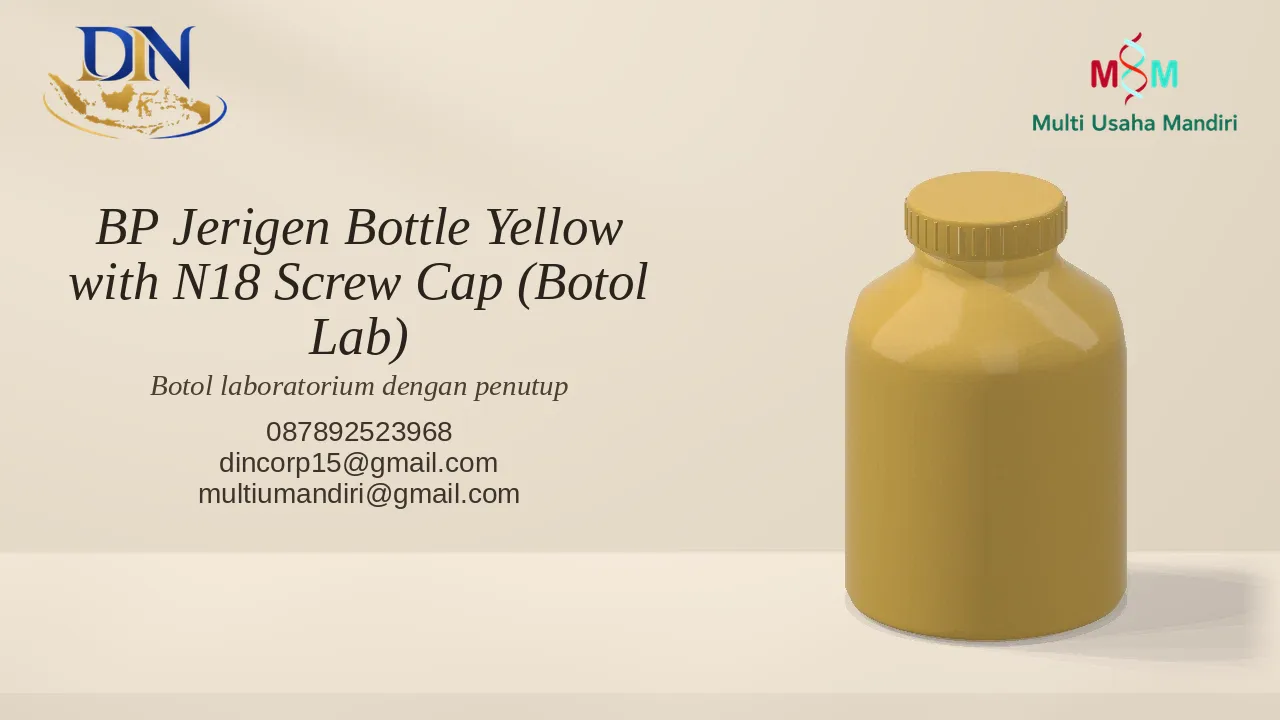 DN
M M
Multi Usaha Mandiri
BP Jerigen Bottle Yellow
with N18 Screw Cap (Botol
Lab)
Botol laboratorium dengan penutup
087892523968
dincorp15@gmail.com
multiumandiri@gmail.com